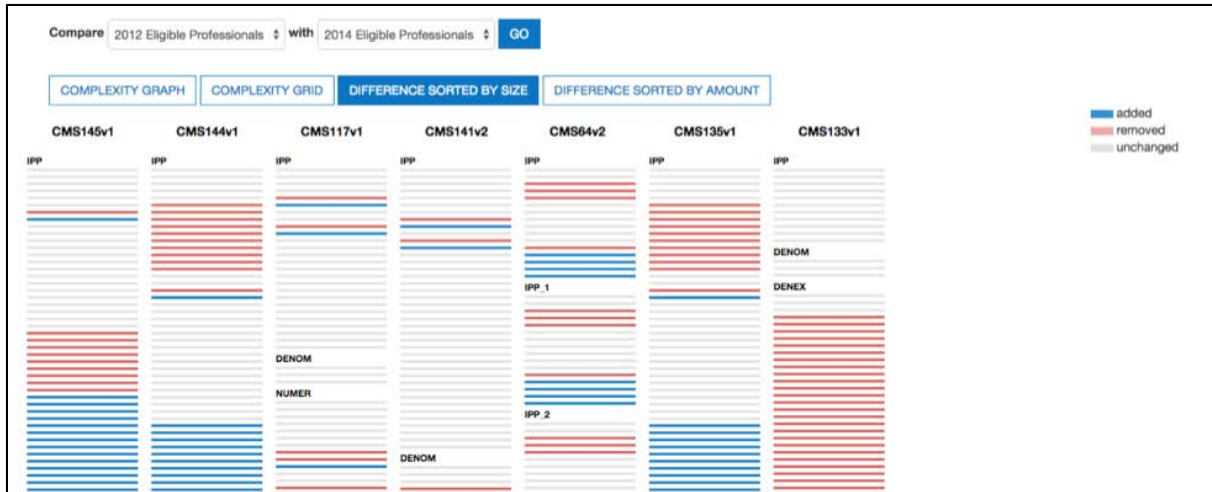 Compare 2012 Eligible Professionals with 2014 Eligible Professionals GO
COMPLEXITY GRAPH COMPLEXITY GRID DIFFERENCE SORTED BY SIZE DIFFERENCE SORTED BY AMOUNT
added
removed
unchanged
CMS145v1 CMS144v1 CMS117v1 CMS141v2 CMS64v2 CMS135v1 CMS133v1
IPP IPP IPP IPP IPP IPP IPP
DENOM
IPP_1 DENEX
DENOM
NUMER
IPP_2
DENOM